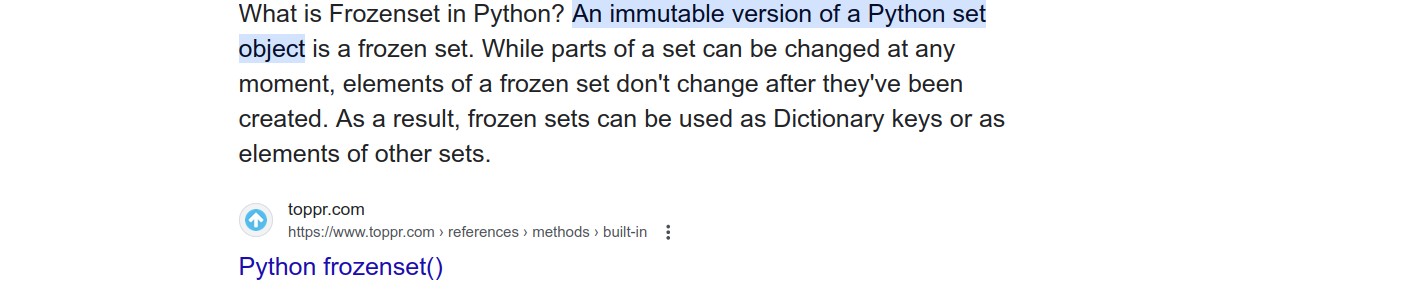 What is Frozenset in Python? An immutable version of a Python set
object is a frozen set. While parts of a set can be changed at any
moment, elements of a frozen set don't change after they've been
created. As a result, frozen sets can be used as Dictionary keys or as
elements of other sets.
toppr.com
https://www.toppr.com › references › methods › built-in
Python frozenset()